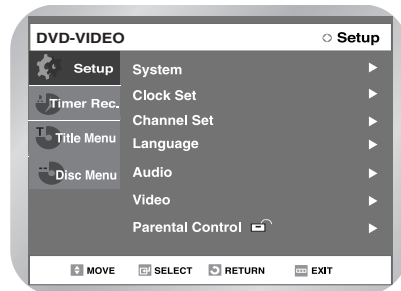 DVD-VIDEO Setup
Setup
Timer Rec.
Title Menu
Disc Menu
System
Clock Set
Channel Set
Language
Audio
Video
Parental Control
MOVE SELECT RETURN EXIT